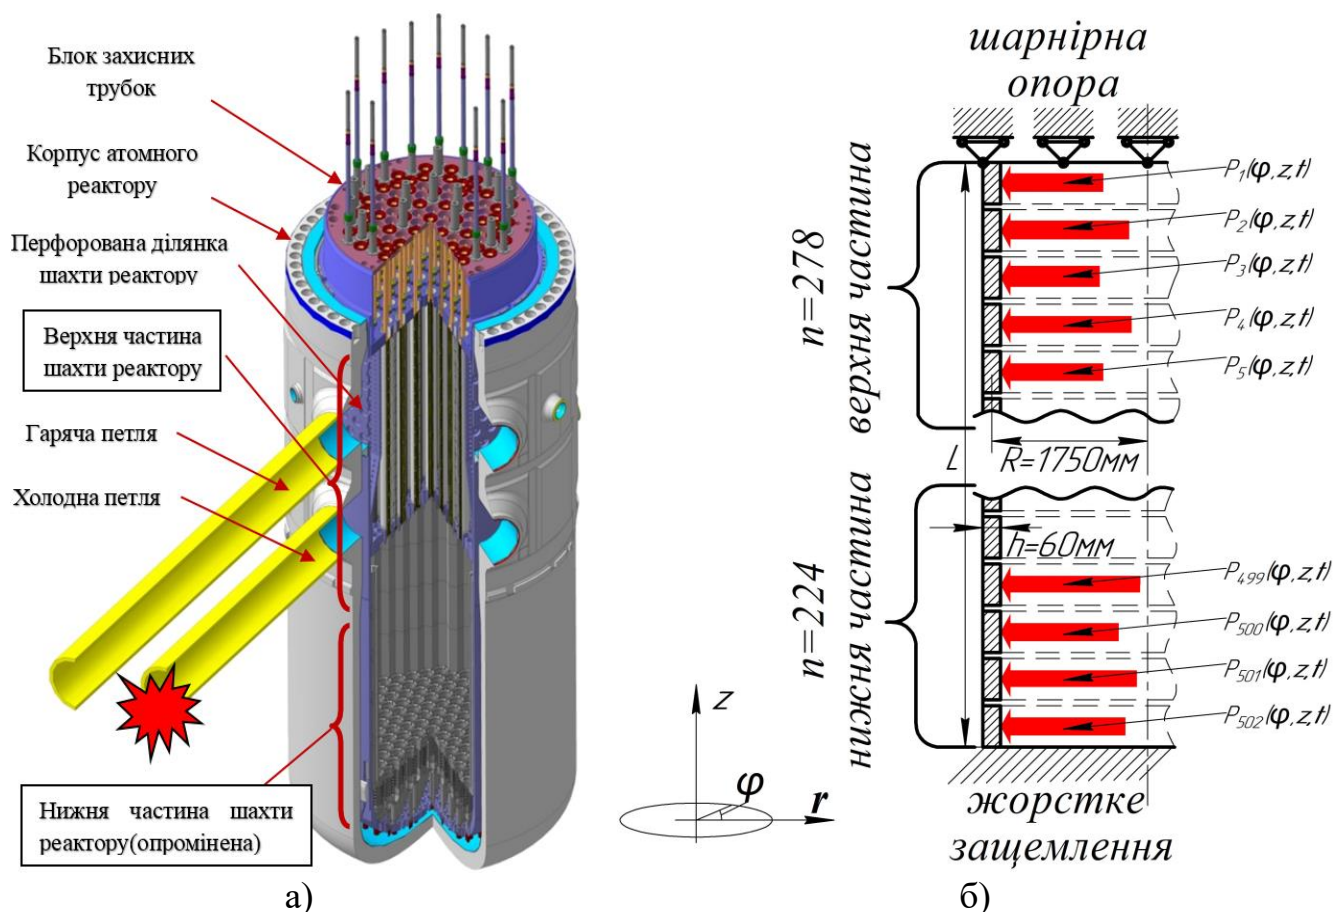 Блок захисних
трубок
Корпус атомного
реактору
Перфорована ділянка
шахти реактору
Верхня частина
шахти реактору
Гаряча петля
Холодна петля
Нижня частина шахти
реактору(опромінена)
а)
z
φ
r
шарнірна
опора
n=278
верхня частина
P₁(φ,z,t)
P₂(φ,z,t)
P₃(φ,z,t)
P₄(φ,z,t)
P₅(φ,z,t)
L
R=1750мм
h=60мм
n=224
нижня частина
P₄₉₉(φ,z,t)
P₅₀₀(φ,z,t)
P₅₀₁(φ,z,t)
P₅₀₂(φ,z,t)
жорстке
защемлення
б)